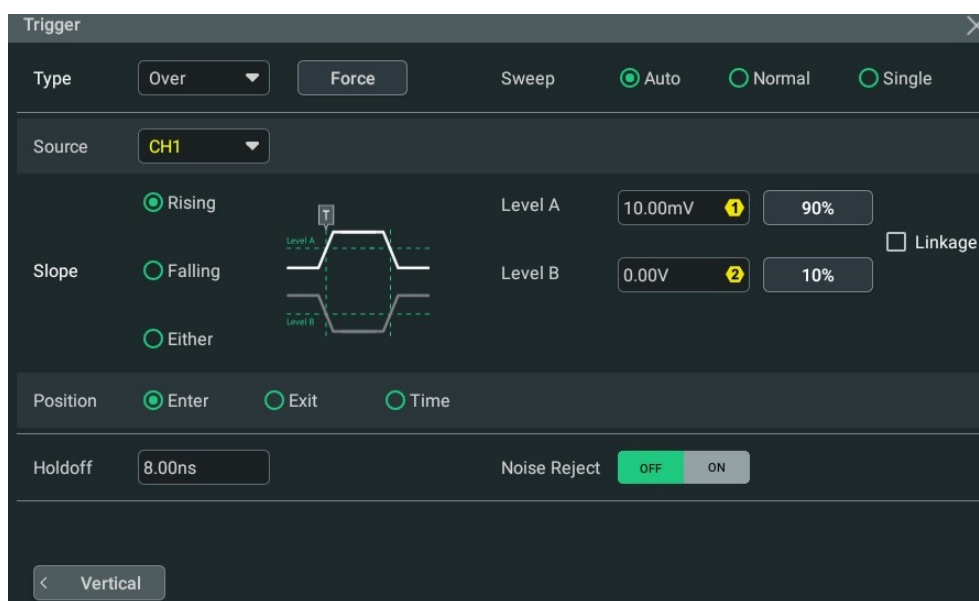 Trigger
Type Over Force Sweep Auto Normal Single
Source CH1
Slope Rising Falling Either
T
Level A
Level B
Level A 10.00mV 1 90%
Level B 0.00V 2 10%
Linkage
Position Enter Exit Time
Holdoff 8.00ns Noise Reject OFF ON
< Vertical